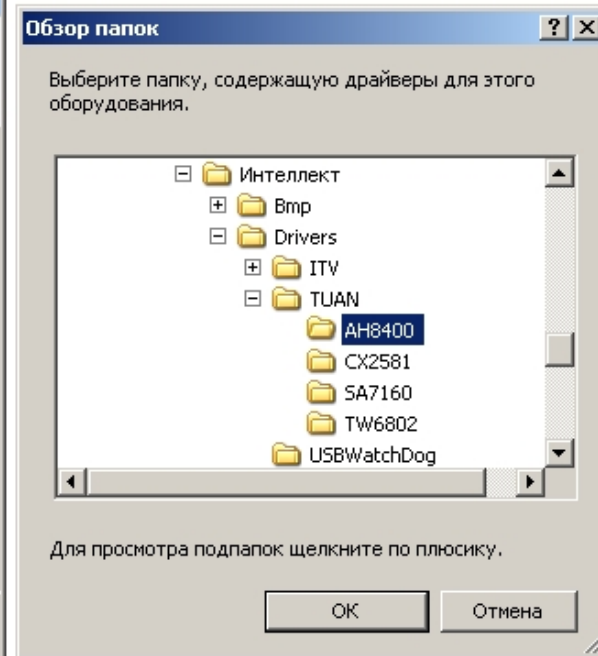 Обзор папок
Выберите папку, содержащую драйверы для этого
оборудования.
Интеллект
Bmp
Drivers
ITV
TUAN
AH8400
CX2581
SA7160
TW6802
USBWatchDog
Для просмотра подпапок щелкните по плюсику.
ОК
Отмена